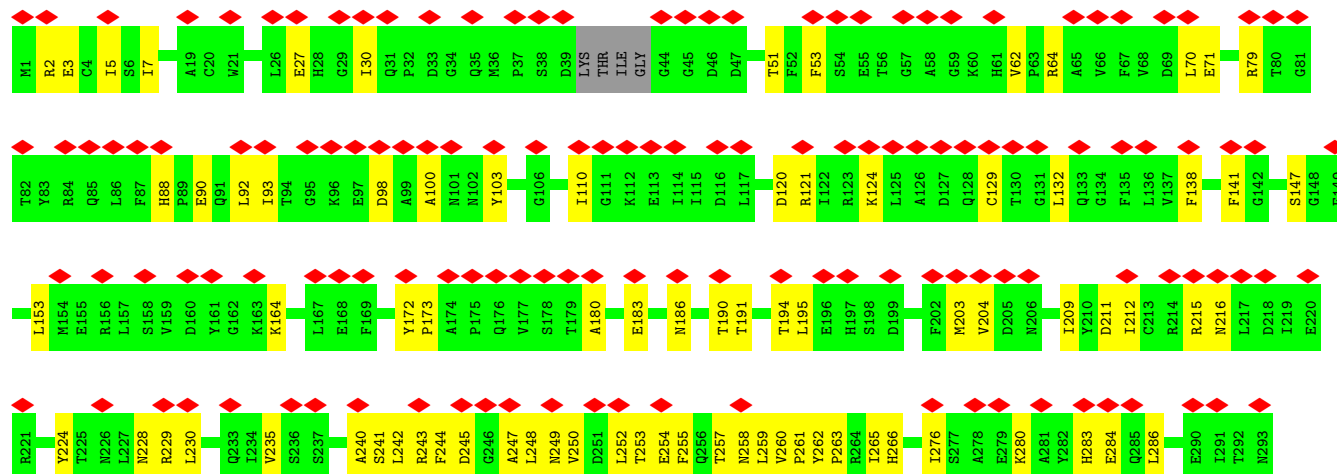 M1 R2 E3 C4 I5 S6 I7 A19 C20 W21 L26 E27 H28 G29 I30 Q31 P32 D33 G34 Q35 M36 P37 S38 D39 LYS THR ILE GLY G44 G45 D46 D47 T51 F52 F53 S54 E55 T56 G57 A58 G59 K60 H61 V62 P63 R64 A65 V66 F67 V68 D69 L70 E71 R79 T80 G81
T82 Y83 R84 Q85 L86 F87 H88 P89 E90 Q91 L92 I93 T94 G95 K96 E97 D98 A99 A100 N101 N102 Y103 G106 I110 G111 K112 E113 I114 I115 D116 L117 D120 R121 I122 R123 K124 L125 A126 D127 Q128 C129 T130 G131 L132 Q133 G134 F135 L136 V137 F138 F141 G142 S147 G148
L153 M154 E155 R156 L157 S158 V159 D160 Y161 G162 K163 K164 L167 E168 F169 Y172 P173 A174 P175 Q176 V177 S178 T179 A180 E183 N186 T190 T191 T194 L195 E196 H197 S198 D199 F202 M203 V204 D205 N206 I209 Y210 D211 I212 C213 R214 R215 N216 L217 D218 I219 E220
R221 Y224 T225 N226 L227 N228 R229 L230 Q233 I234 V235 S236 S237 A240 S241 L242 R243 F244 D245 G246 A247 L248 N249 V250 D251 L252 T253 E254 F255 Q256 T257 N258 L259 V260 P261 Y262 P263 R264 I265 H266 I276 S277 A278 E279 K280 A281 Y282 H283 E284 Q285 L286 E290 I291 T292 N293